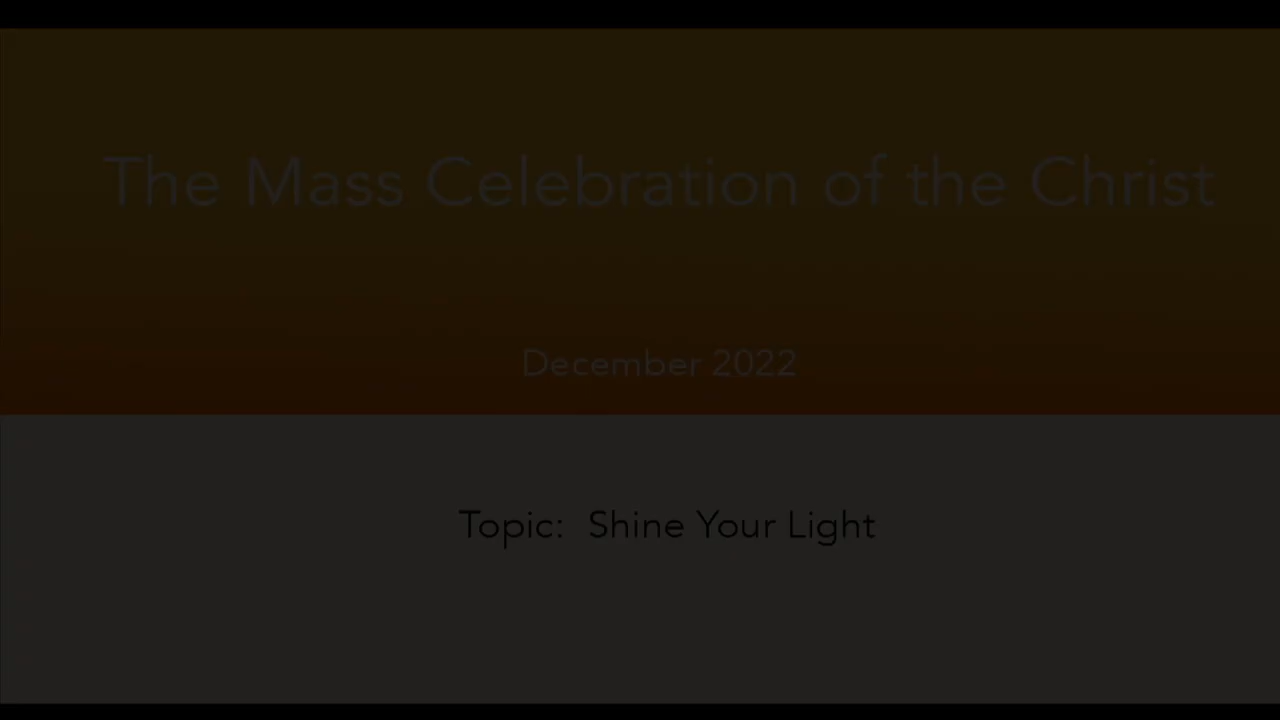 The Mass Celebration of the Christ
December 2022
Topic:  Shine Your Light